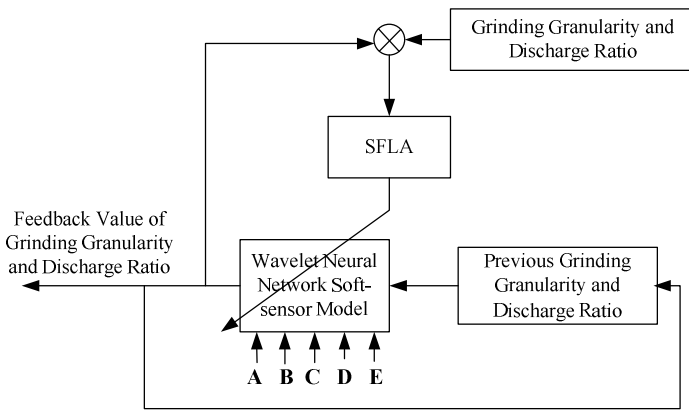 Grinding Granularity and
Discharge Ratio
SFLA
Feedback Value of
Grinding Granularity
and Discharge Ratio
Wavelet Neural
Network Soft-
sensor Model
Previous Grinding
Granularity and
Discharge Ratio
A B C D E